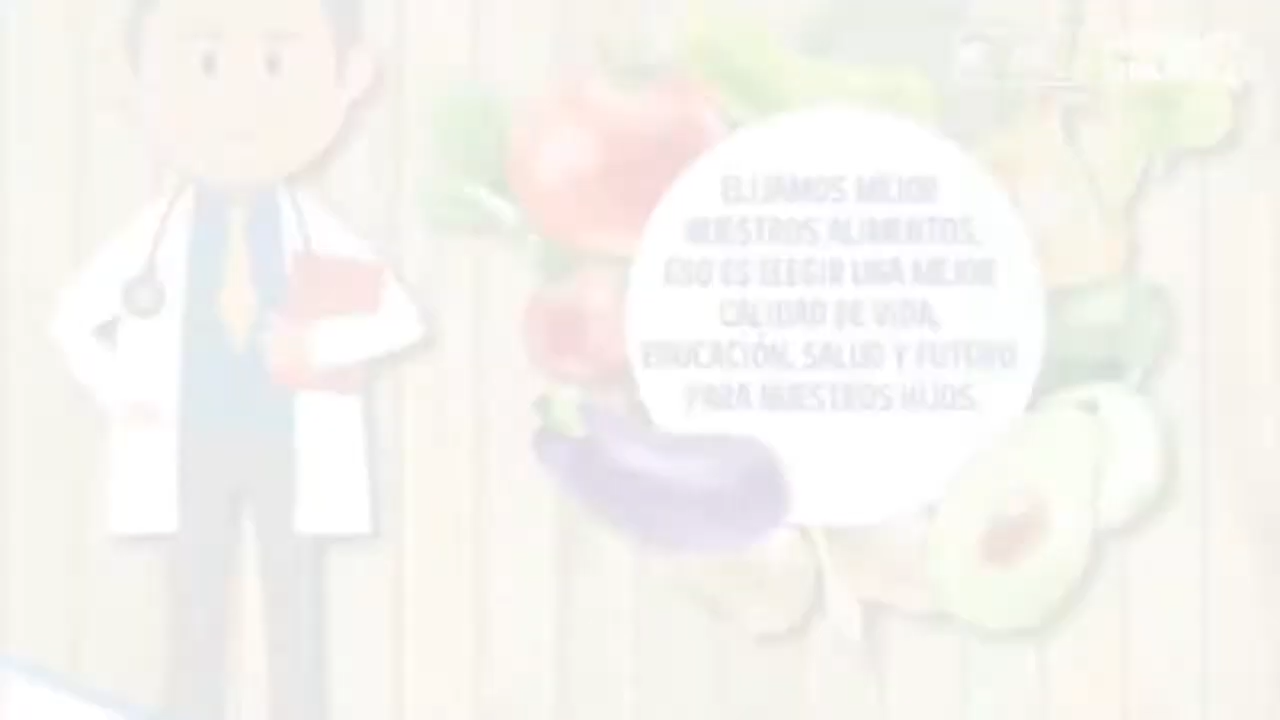 ELIJAMOS MEJOR
NUESTROS ALIMENTOS,
ESO ES ELEGIR UNA MEJOR
CALIDAD DE VIDA,
EDUCACIÓN, SALUD Y FUTURO
PARA NUESTROS HIJOS.